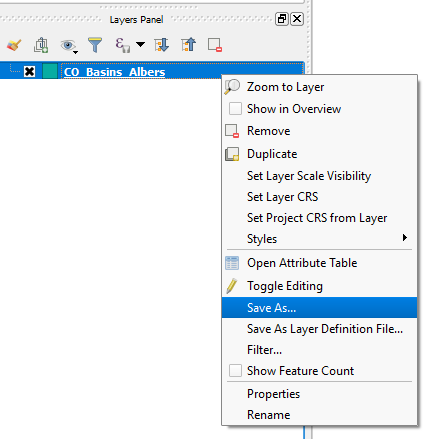 Layers Panel
CO_Basins_Albers
Zoom to Layer
Show in Overview
Remove
Duplicate
Set Layer Scale Visibility
Set Layer CRS
Set Project CRS from Layer
Styles
Open Attribute Table
Toggle Editing
Save As...
Save As Layer Definition File...
Filter...
Show Feature Count
Properties
Rename